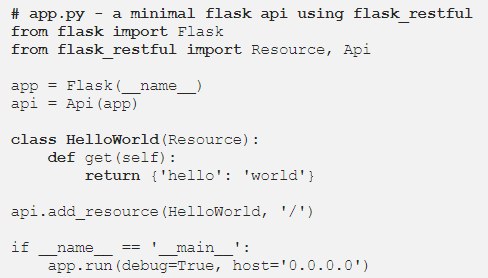 # app.py - a minimal flask api using flask_restful
from flask import Flask
from flask_restful import Resource, Api

app = Flask(__name__)
api = Api(app)

class HelloWorld(Resource):
    def get(self):
        return {'hello': 'world'}

api.add_resource(HelloWorld, '/')

if __name__ == '__main__':
    app.run(debug=True, host='0.0.0.0')